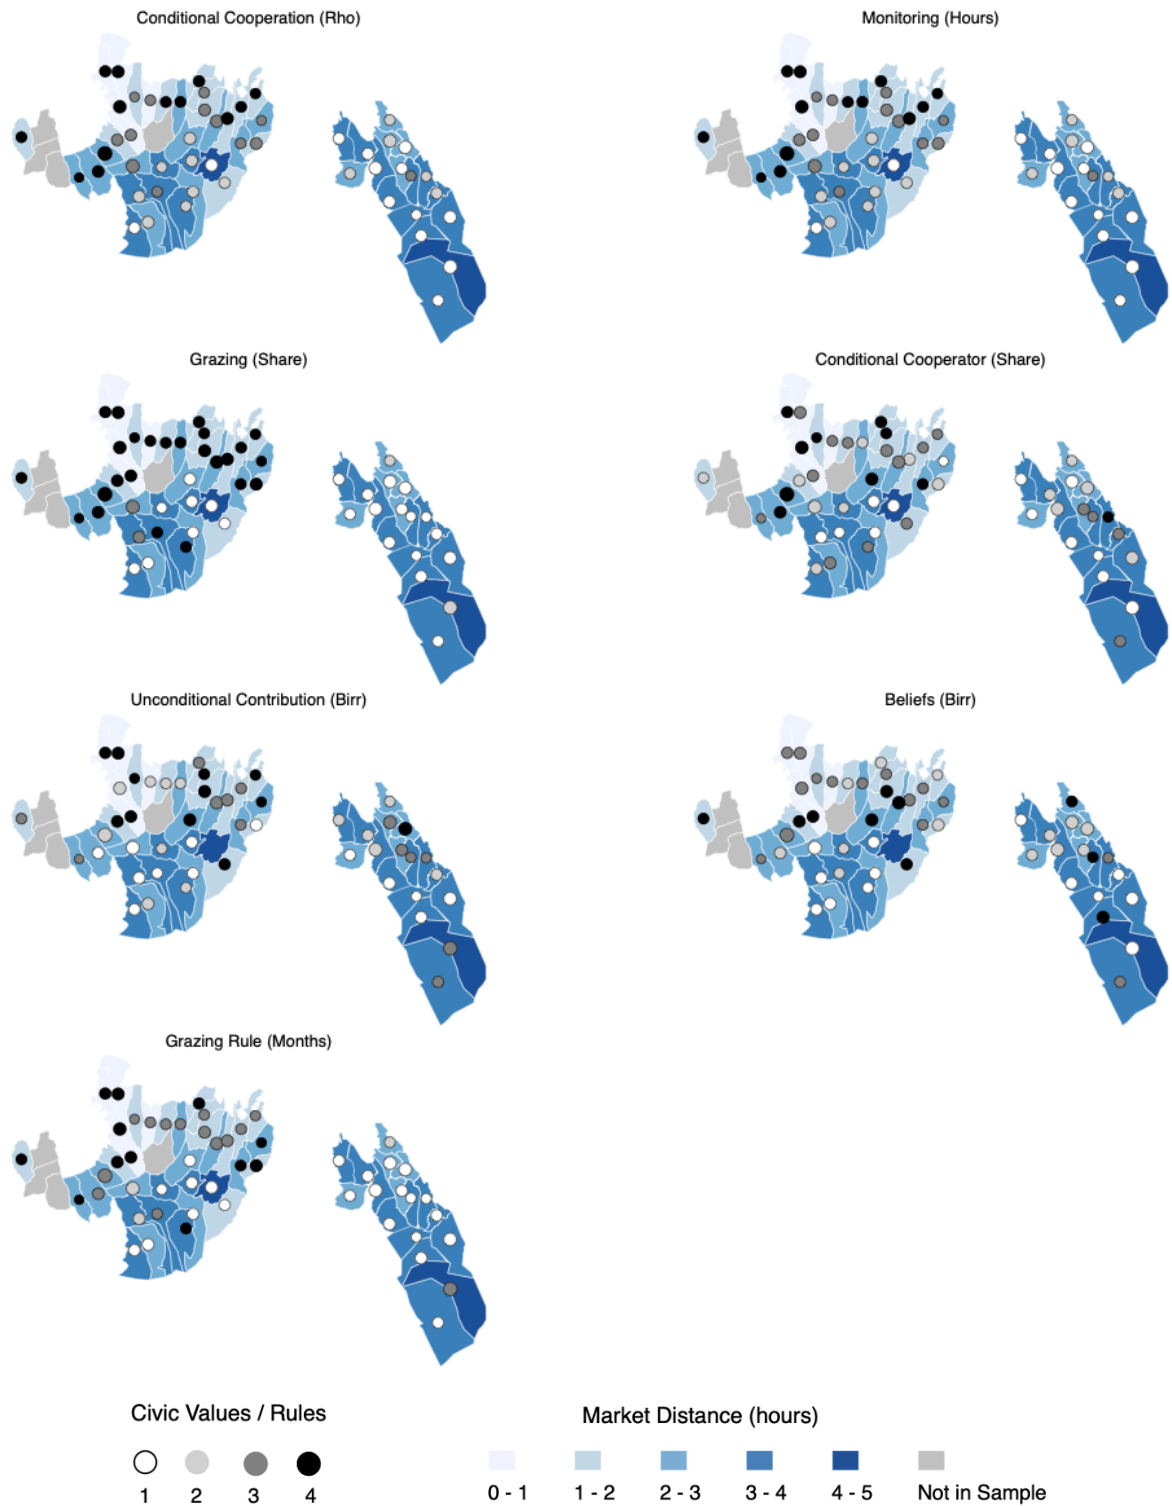 Conditional Cooperation (Rho)
Monitoring (Hours)
Grazing (Share)
Conditional Cooperator (Share)
Unconditional Contribution (Birr)
Beliefs (Birr)
Grazing Rule (Months)
Civic Values / Rules
1 2 3 4
Market Distance (hours)
0 - 1 1 - 2 2 - 3 3 - 4 4 - 5 Not in Sample